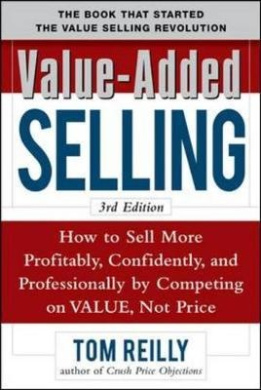 THE BOOK THAT STARTED
THE VALUE SELLING REVOLUTION
Value-Added
SELLING
3rd Edition
How to Sell More
Profitably, Confidently, and
Professionally by Competing
on VALUE, Not Price
TOM REILLY
author of Crush Price Objections